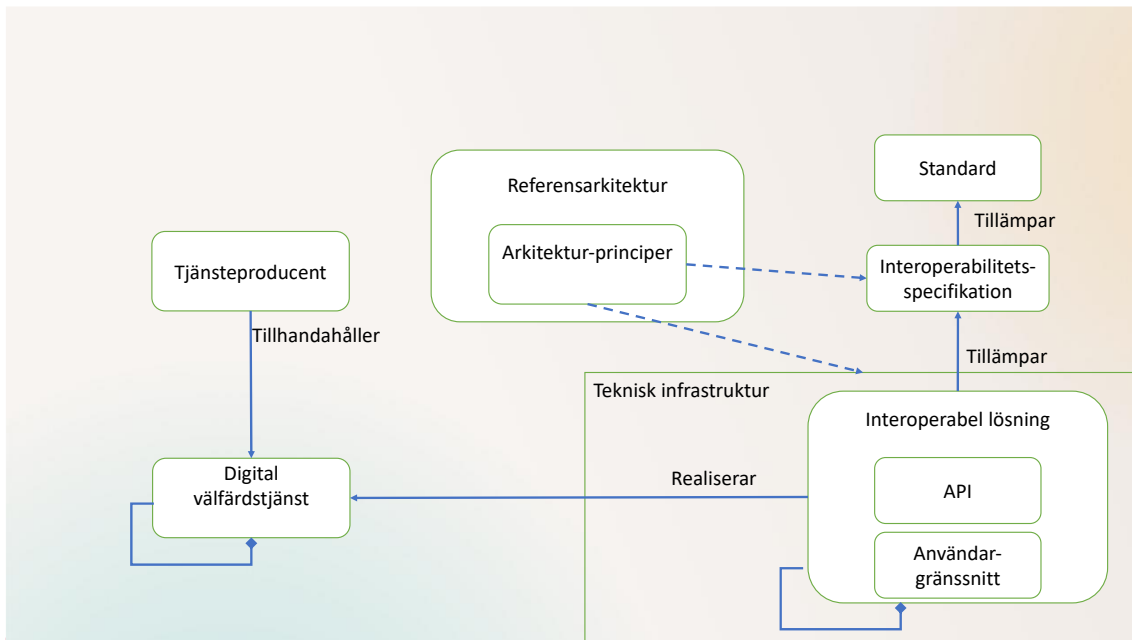 Standard
Referensarkitektur
Tillämpar
Arkitektur-principer
Tjänsteproducent
Interoperabilitets-
specifikation
Tillhandahåller
Tillämpar
Teknisk infrastruktur
Interoperabel lösning
Digital
välfärdstjänst
Realiserar
API
Användar-
gränssnitt